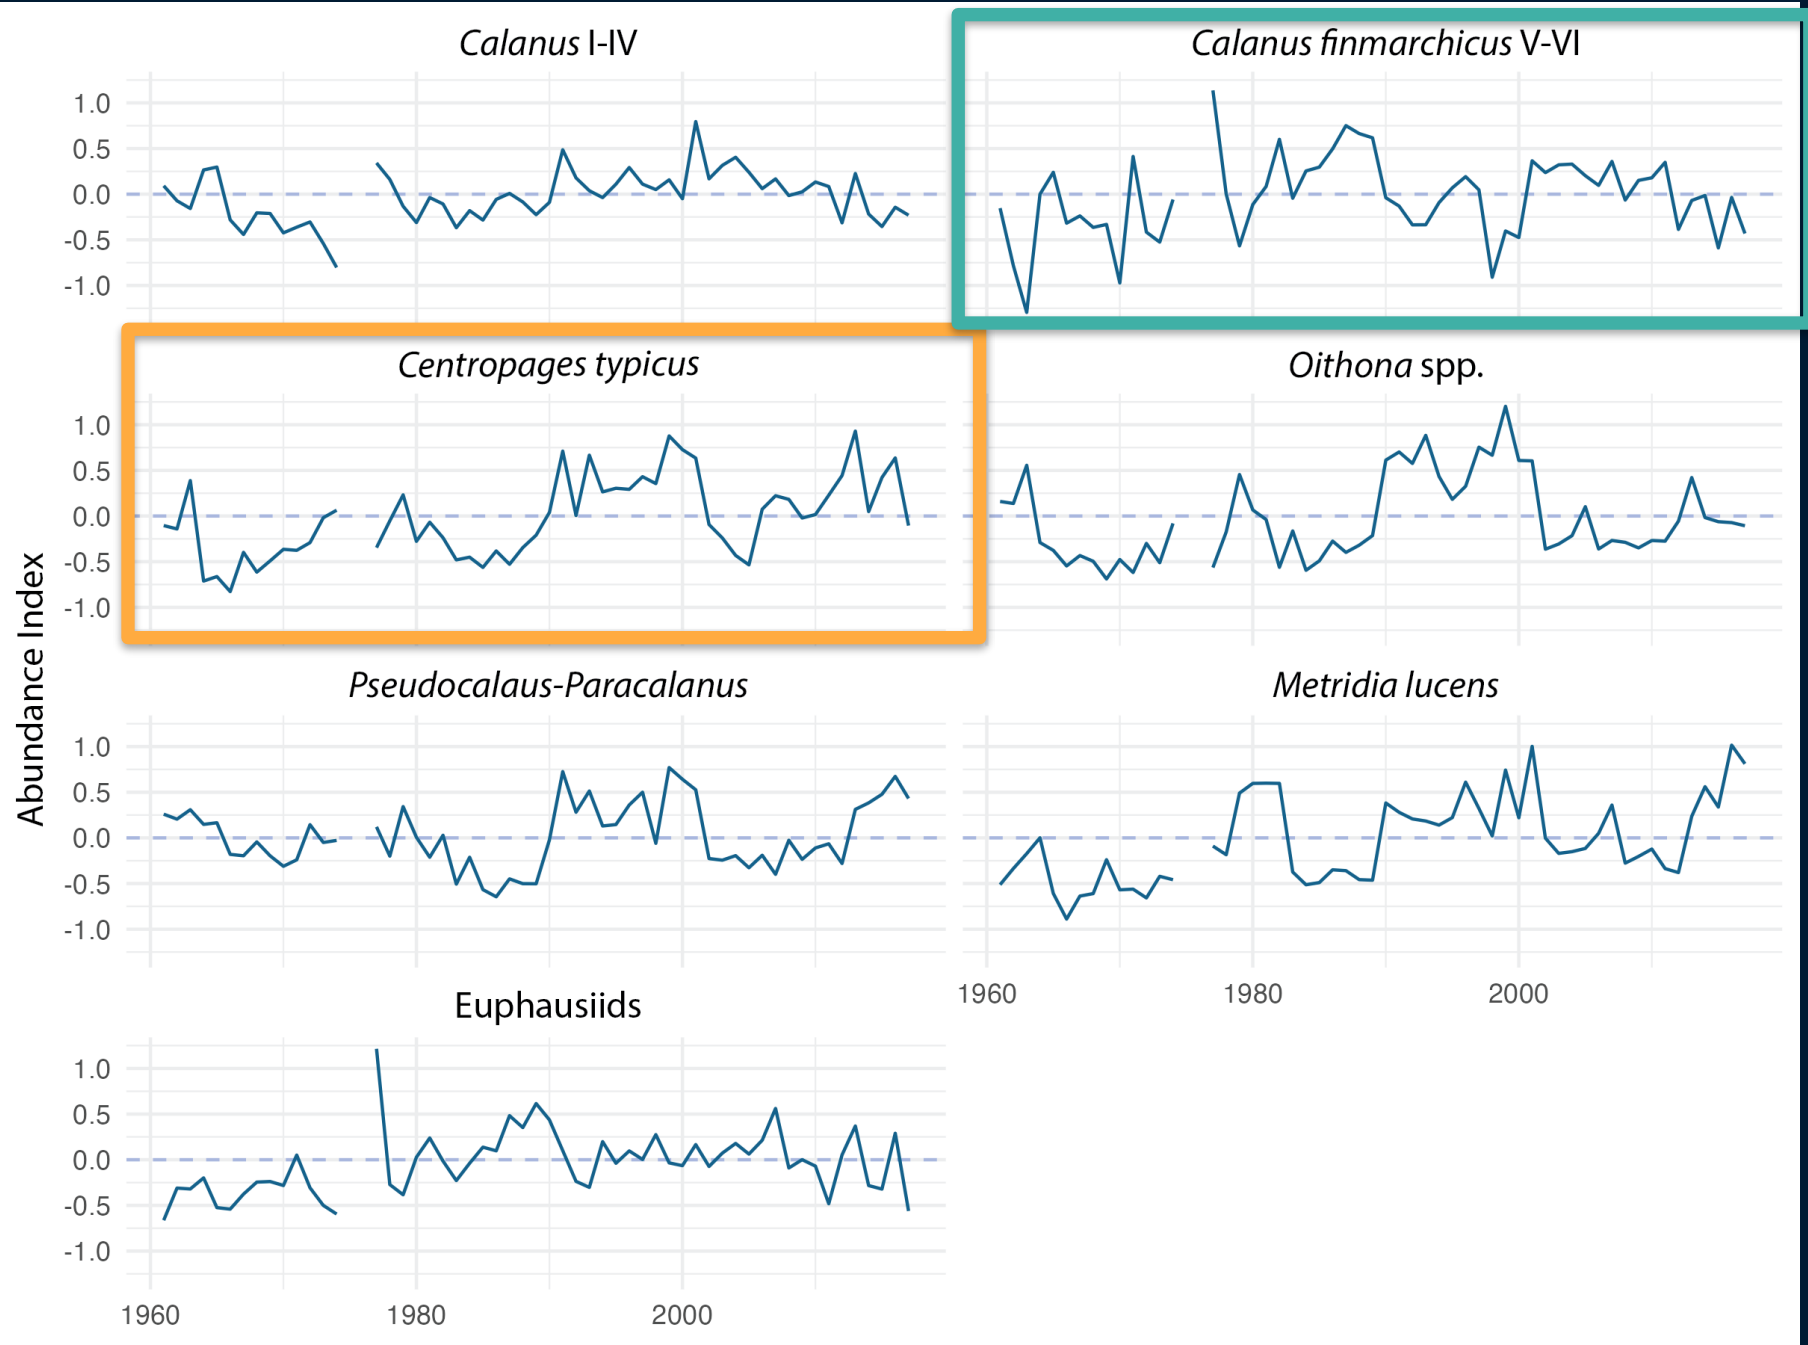 Calanus I-IV
Calanus finmarchicus V-VI
1.0
0.5
0.0
-0.5
-1.0
Centropages typicus
Oithona spp.
1.0
0.5
0.0
-0.5
-1.0
Abundance Index
Pseudocalaus-Paracalanus
Metridia lucens
1.0
0.5
0.0
-0.5
-1.0
1960 1980 2000
Euphausiids
1.0
0.5
0.0
-0.5
-1.0
1960 1980 2000